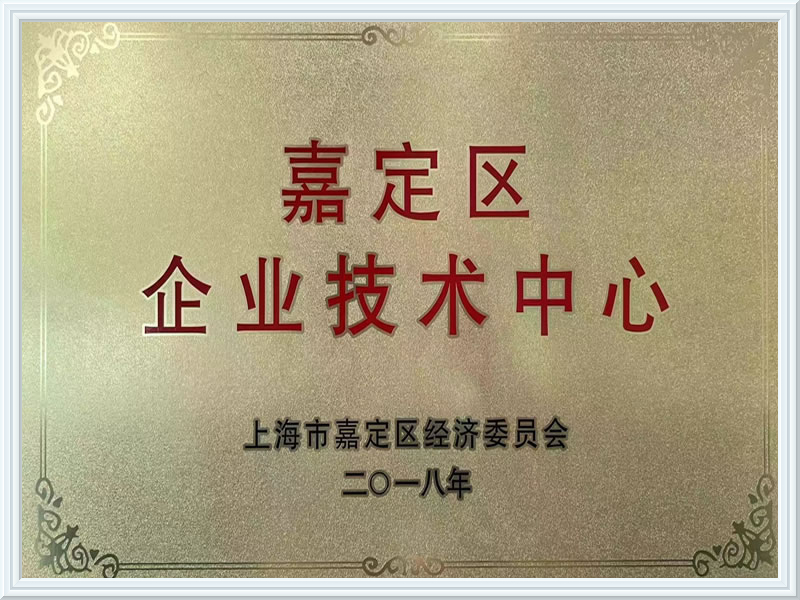 嘉定区
企业技术中心
上海市嘉定区经济委员会
二〇一八年